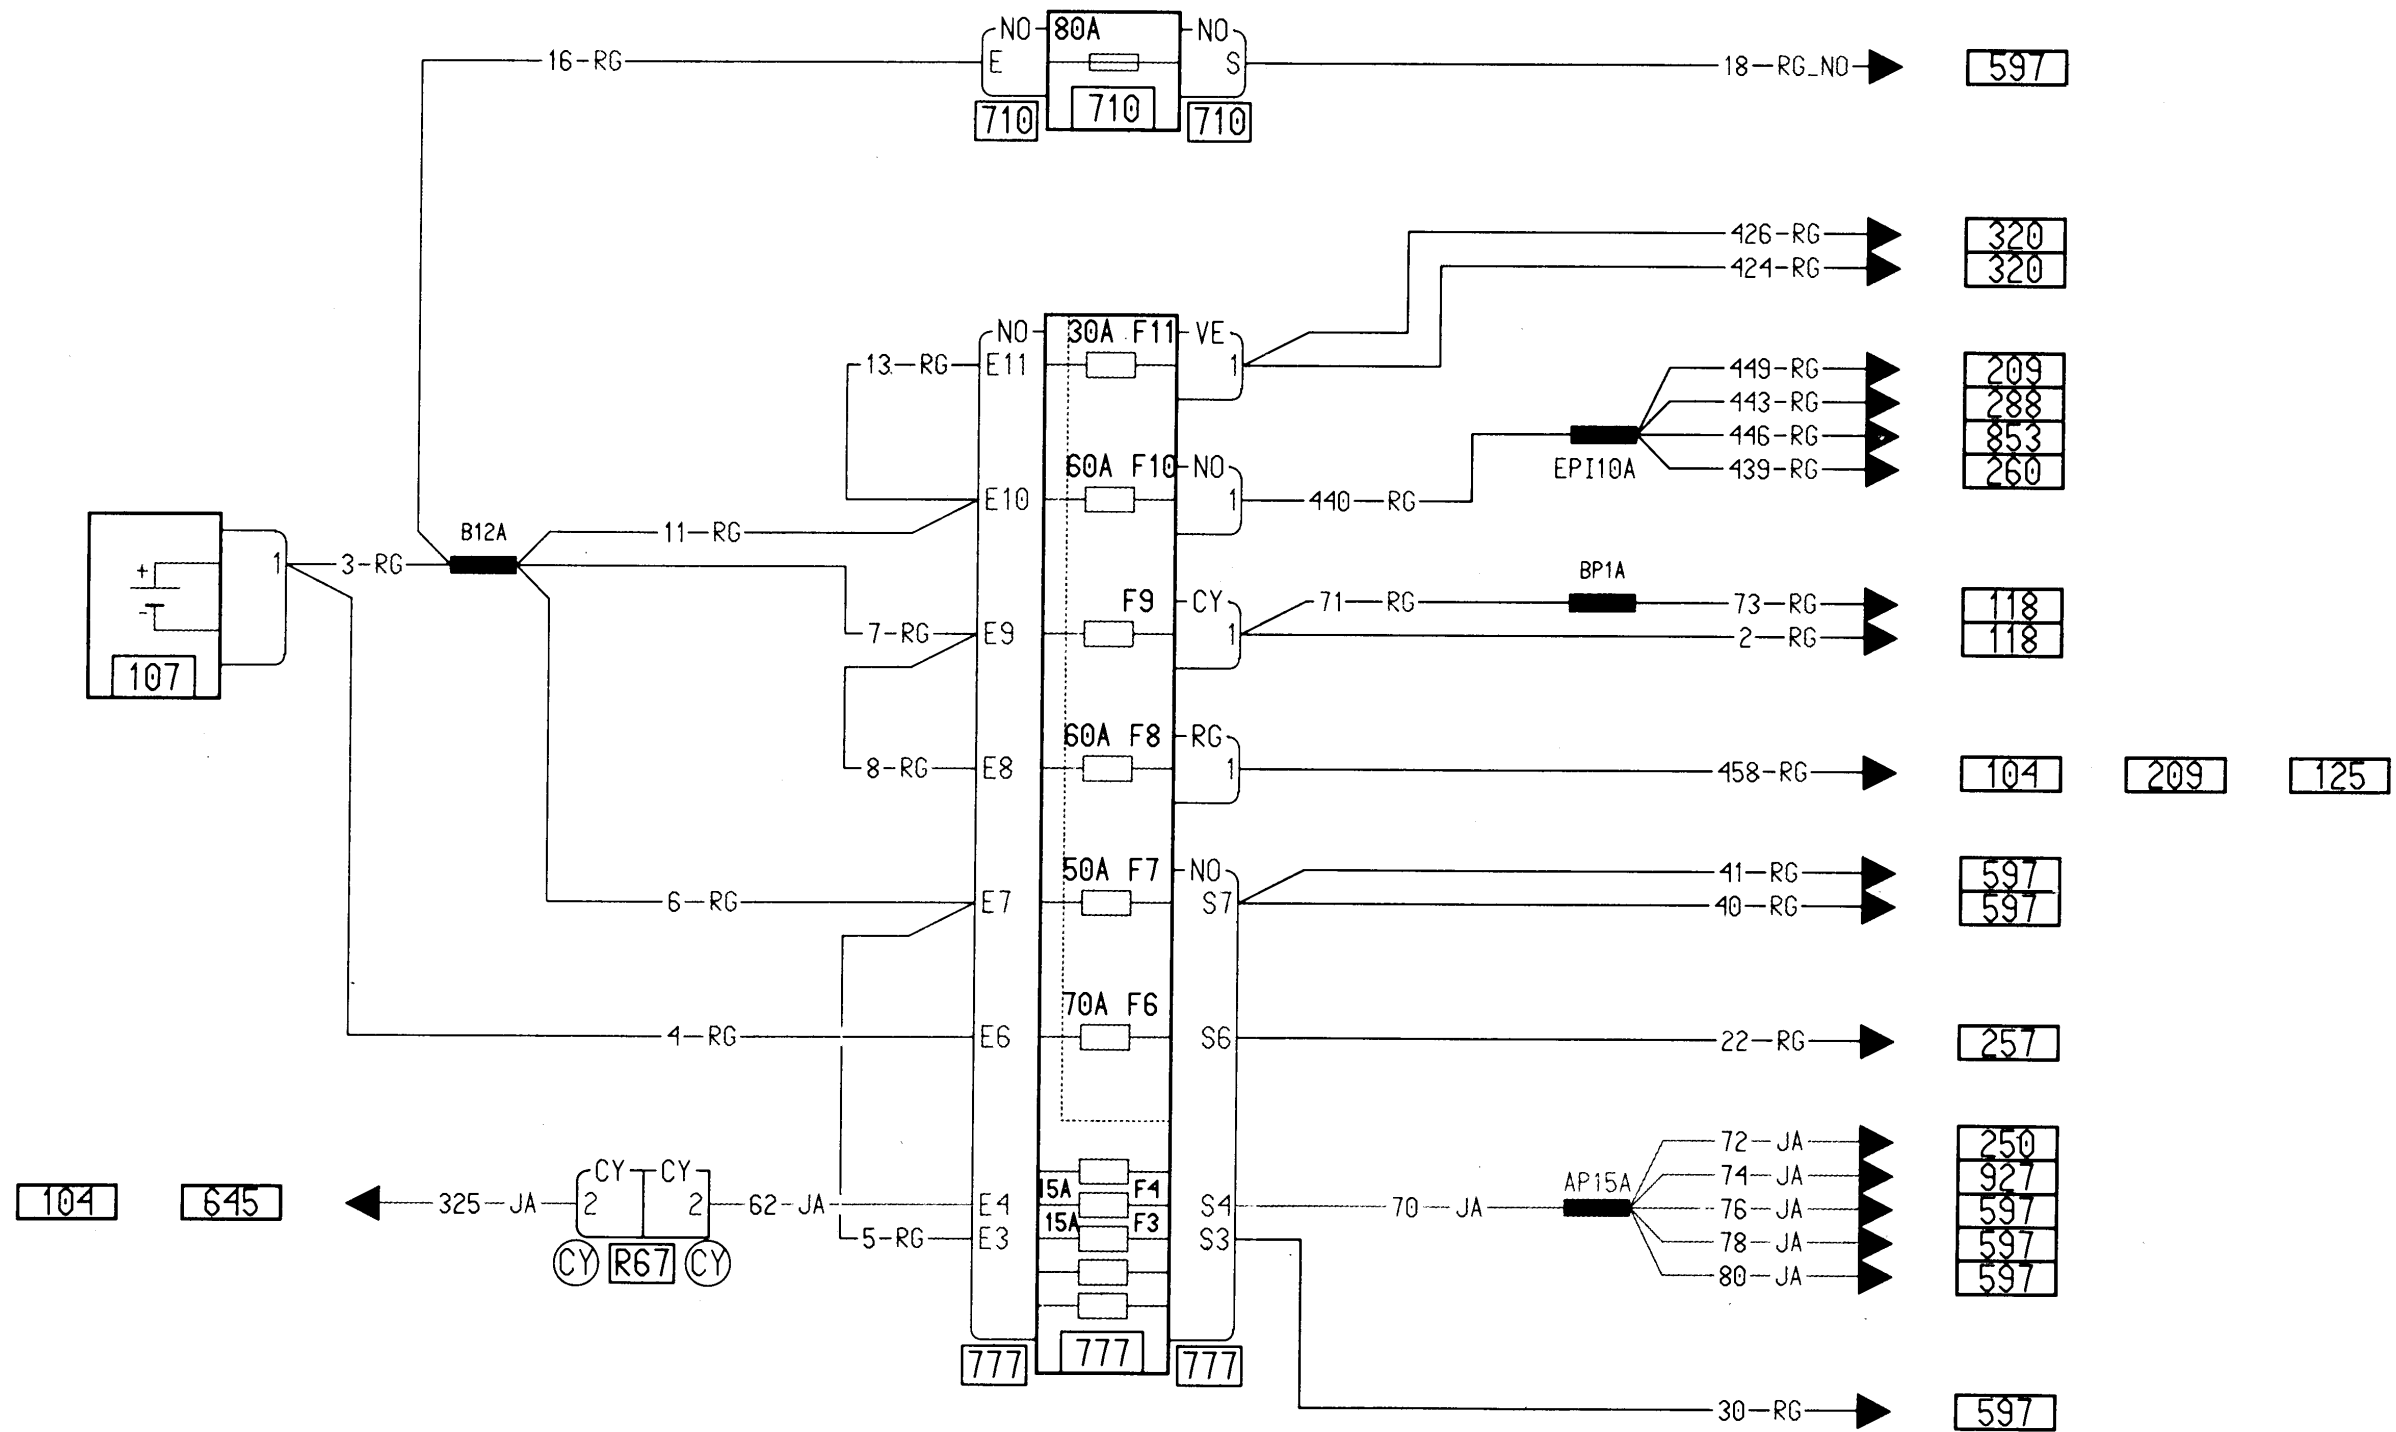 NO 80A NO
16-RG E S 18-RG_NO 597
710 710 710
426-RG 320
424-RG 320
NO 30A F11 VE
13-RG E11 1 449-RG 209
443-RG 288
446-RG 853
60A F10 NO EPI10A 439-RG 260
E10 1 440-RG
B12A 11-RG
+ 1 3-RG BP1A
- F9 CY 71-RG 73-RG 118
7-RG E9 1 2-RG 118
107
60A F8 RG
8-RG E8 1 458-RG 104 209 125
50A F7 NO 41-RG 597
6-RG E7 S7 40-RG 597
70A F6
4-RG E6 S6 22-RG 257
72-JA 250
CY CY 74-JA 927
15A F4 AP15A
104 645 325-JA 2 2 62-JA E4 S4 70-JA 76-JA 597
15A F3
5-RG E3 S3 78-JA 597
CY R67 CY 80-JA 597
777 777 777
30-RG 597